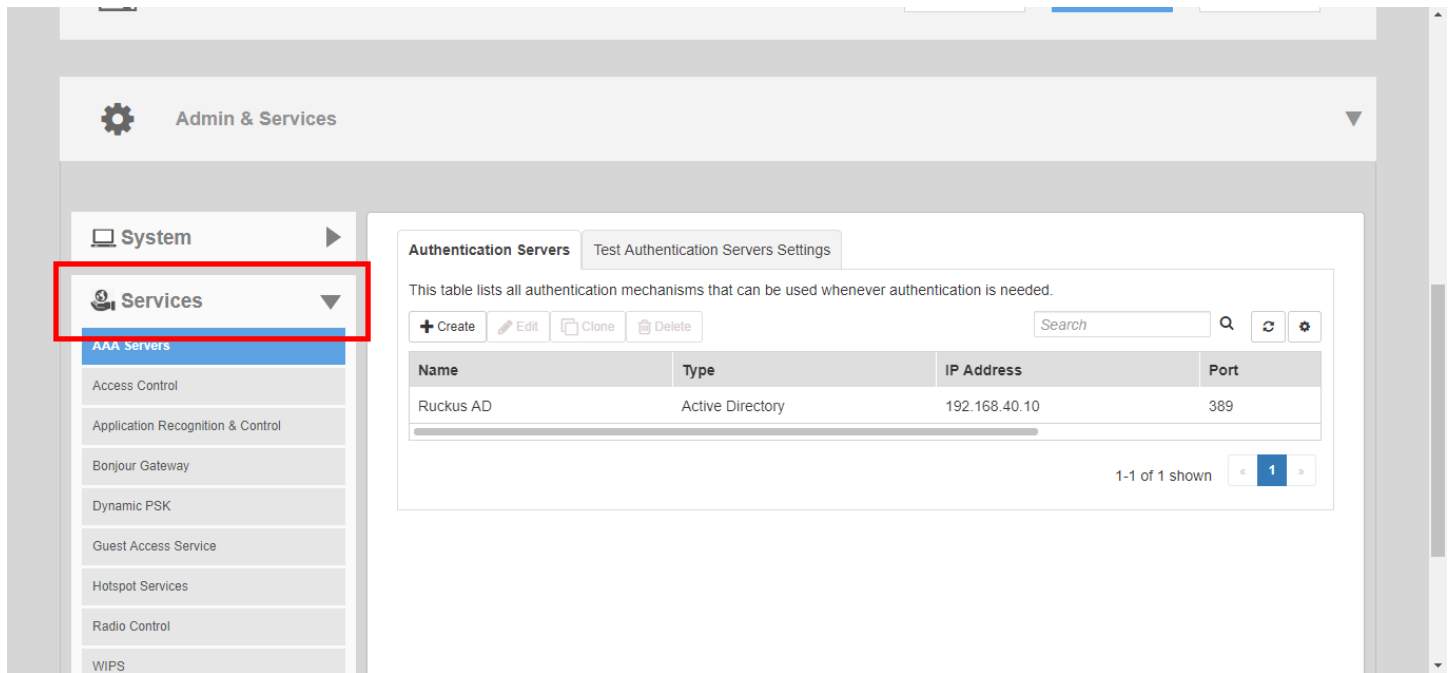 Admin & Services
System
Services
AAA Servers
Access Control
Application Recognition & Control
Bonjour Gateway
Dynamic PSK
Guest Access Service
Hotspot Services
Radio Control
WIPS
Authentication Servers Test Authentication Servers Settings
This table lists all authentication mechanisms that can be used whenever authentication is needed.
Create Edit Clone Delete Search
Name Type IP Address Port
Ruckus AD Active Directory 192.168.40.10 389
1-1 of 1 shown « 1 »